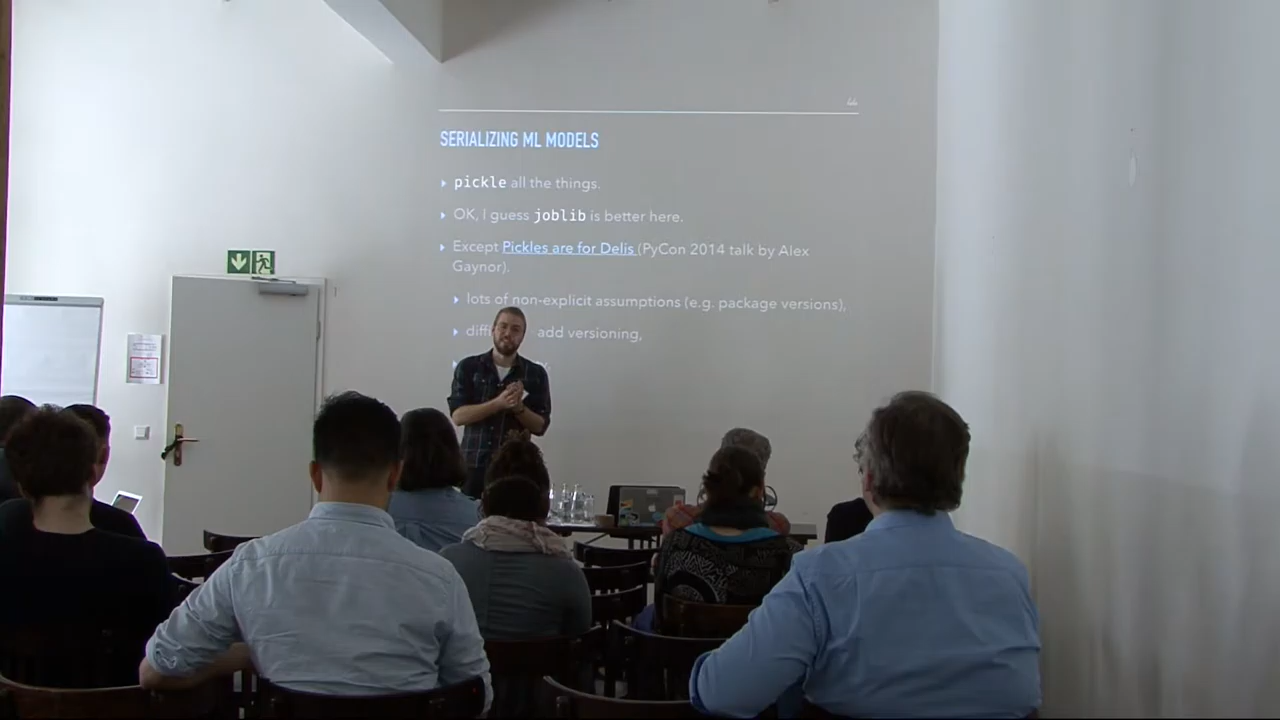 44
SERIALIZING ML MODELS
pickle all the things.
OK, I guess joblib is better here.
Except Pickles are for Delis (PyCon 2014 talk by Alex
Gaynor).
lots of non-explicit assumptions (e.g. package versions),
add versioning,